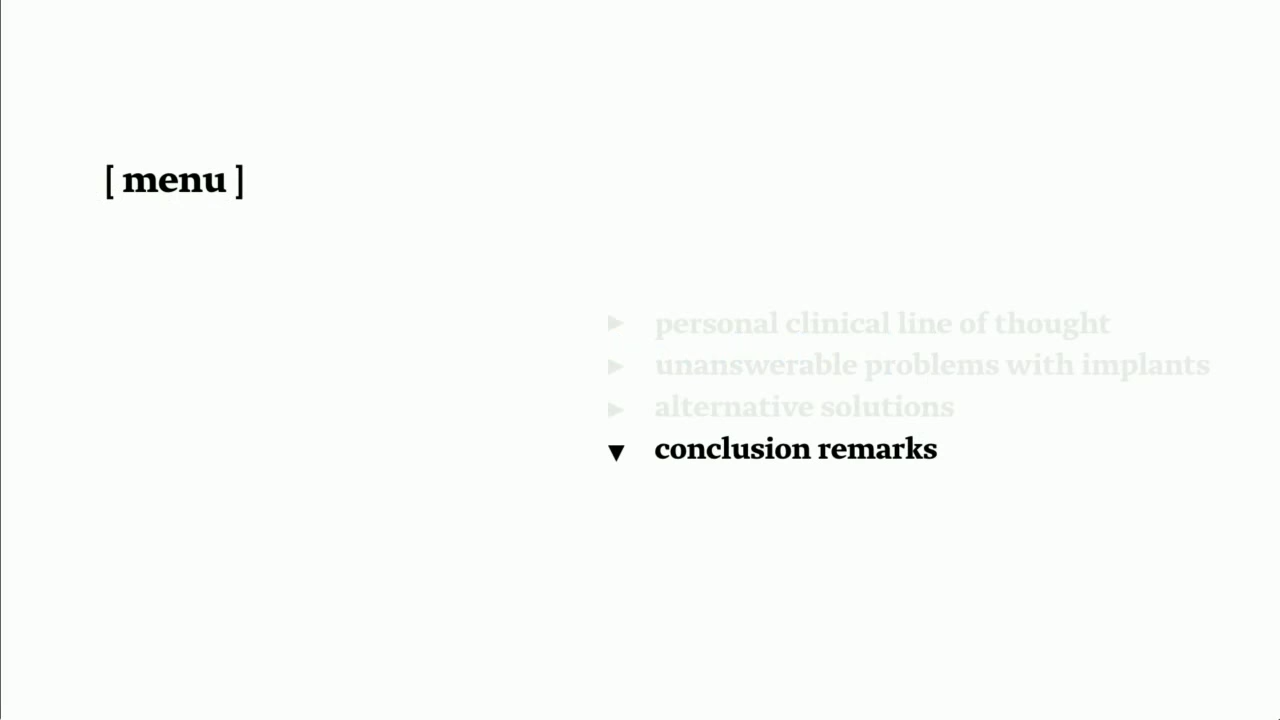 [ menu ]
► personal clinical line of thought
► unanswerable problems with implants
► alternative solutions
▼ conclusion remarks